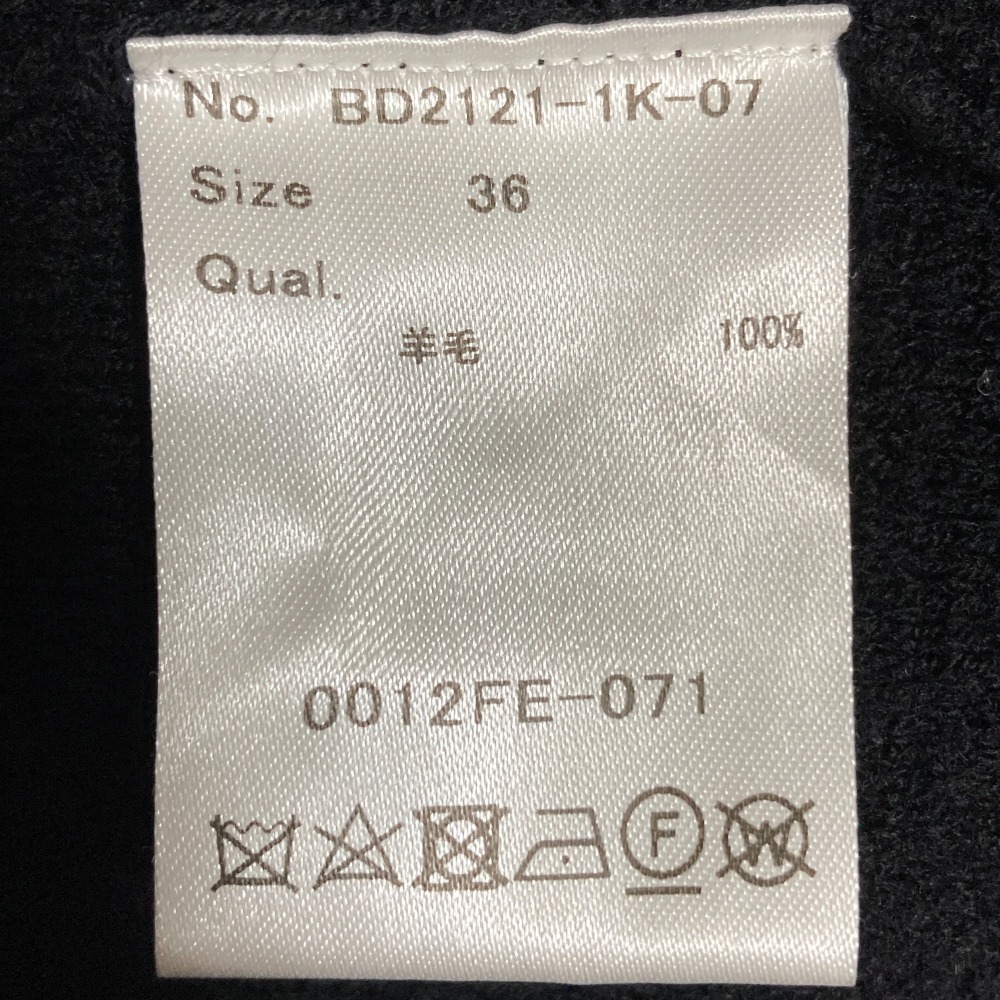 No. BD2121-1K-07
Size 36
Qual.
羊毛 100%
0012FE-071
F W